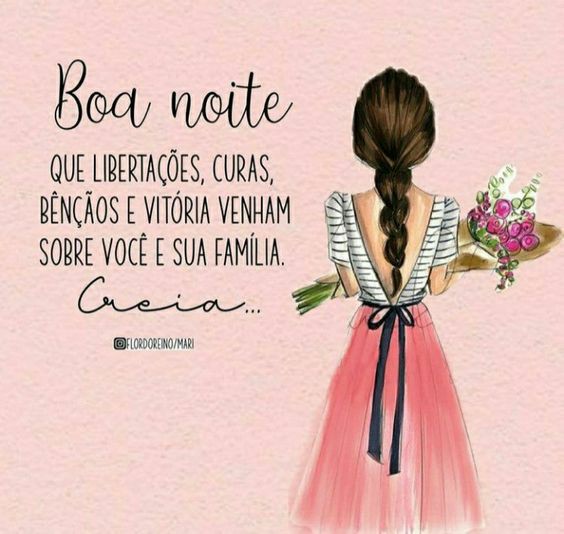 Boa noite
QUE LIBERTAÇÕES, CURAS,
BÊNÇÃOS E VITÓRIA VENHAM
SOBRE VOCÊ E SUA FAMÍLIA.
Creia...
FLORDOREINO/MARI